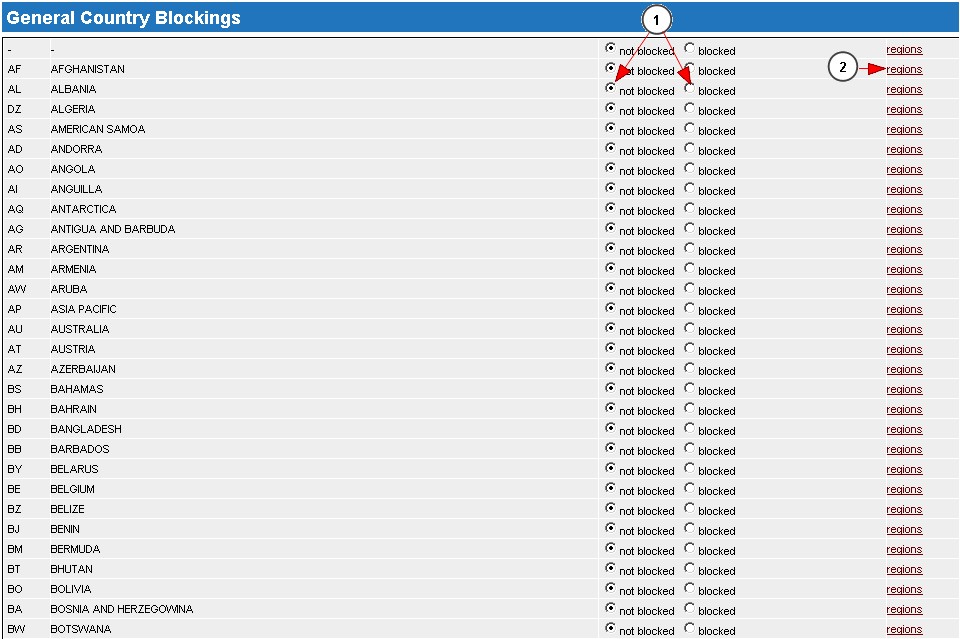 General Country Blockings
1
- - not blocked blocked regions
2
AF AFGHANISTAN not blocked blocked regions
AL ALBANIA not blocked blocked regions
DZ ALGERIA not blocked blocked regions
AS AMERICAN SAMOA not blocked blocked regions
AD ANDORRA not blocked blocked regions
AO ANGOLA not blocked blocked regions
AI ANGUILLA not blocked blocked regions
AQ ANTARCTICA not blocked blocked regions
AG ANTIGUA AND BARBUDA not blocked blocked regions
AR ARGENTINA not blocked blocked regions
AM ARMENIA not blocked blocked regions
AW ARUBA not blocked blocked regions
AP ASIA PACIFIC not blocked blocked regions
AU AUSTRALIA not blocked blocked regions
AT AUSTRIA not blocked blocked regions
AZ AZERBAIJAN not blocked blocked regions
BS BAHAMAS not blocked blocked regions
BH BAHRAIN not blocked blocked regions
BD BANGLADESH not blocked blocked regions
BB BARBADOS not blocked blocked regions
BY BELARUS not blocked blocked regions
BE BELGIUM not blocked blocked regions
BZ BELIZE not blocked blocked regions
BJ BENIN not blocked blocked regions
BM BERMUDA not blocked blocked regions
BT BHUTAN not blocked blocked regions
BO BOLIVIA not blocked blocked regions
BA BOSNIA AND HERZEGOWINA not blocked blocked regions
BW BOTSWANA not blocked blocked regions